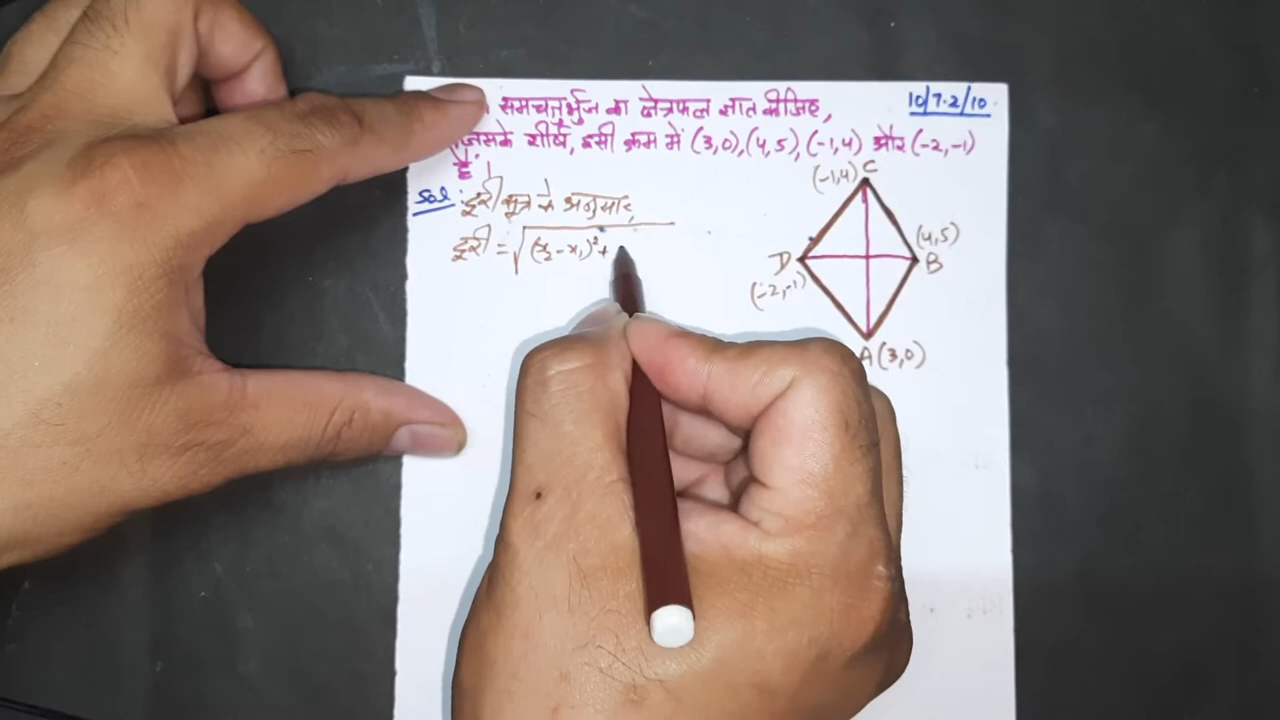 समचतुर्भुज का क्षेत्रफल ज्ञात कीजिए,
10/7.2/10
जिसके शीर्ष, इसी क्रम में (3,0), (4,5), (-1,4) और (-2,-1)
है।
Sol: दूरी सूत्र के अनुसार,
दूरी = √(x₂-x₁)²+
(-1,4) C
(4,5)
D B
(-2,-1)
A(3,0)